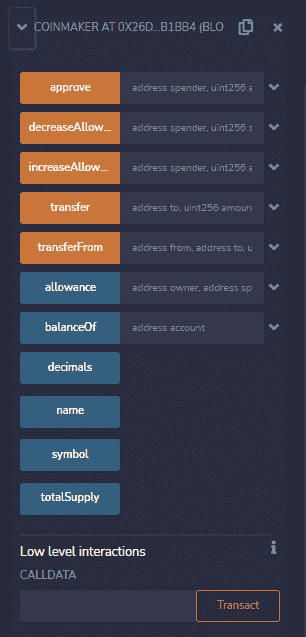 COINMAKER AT 0X26D...B1BB4 (BLO
approve address spender, uint256 a
decreaseAllow... address spender, uint256 s
increaseAllow... address spender, uint256 a
transfer address to, uint256 amoun
transferFrom address from, address to, u
allowance address owner, address sp
balanceOf address account
decimals
name
symbol
totalSupply
Low level interactions
CALLDATA
Transact